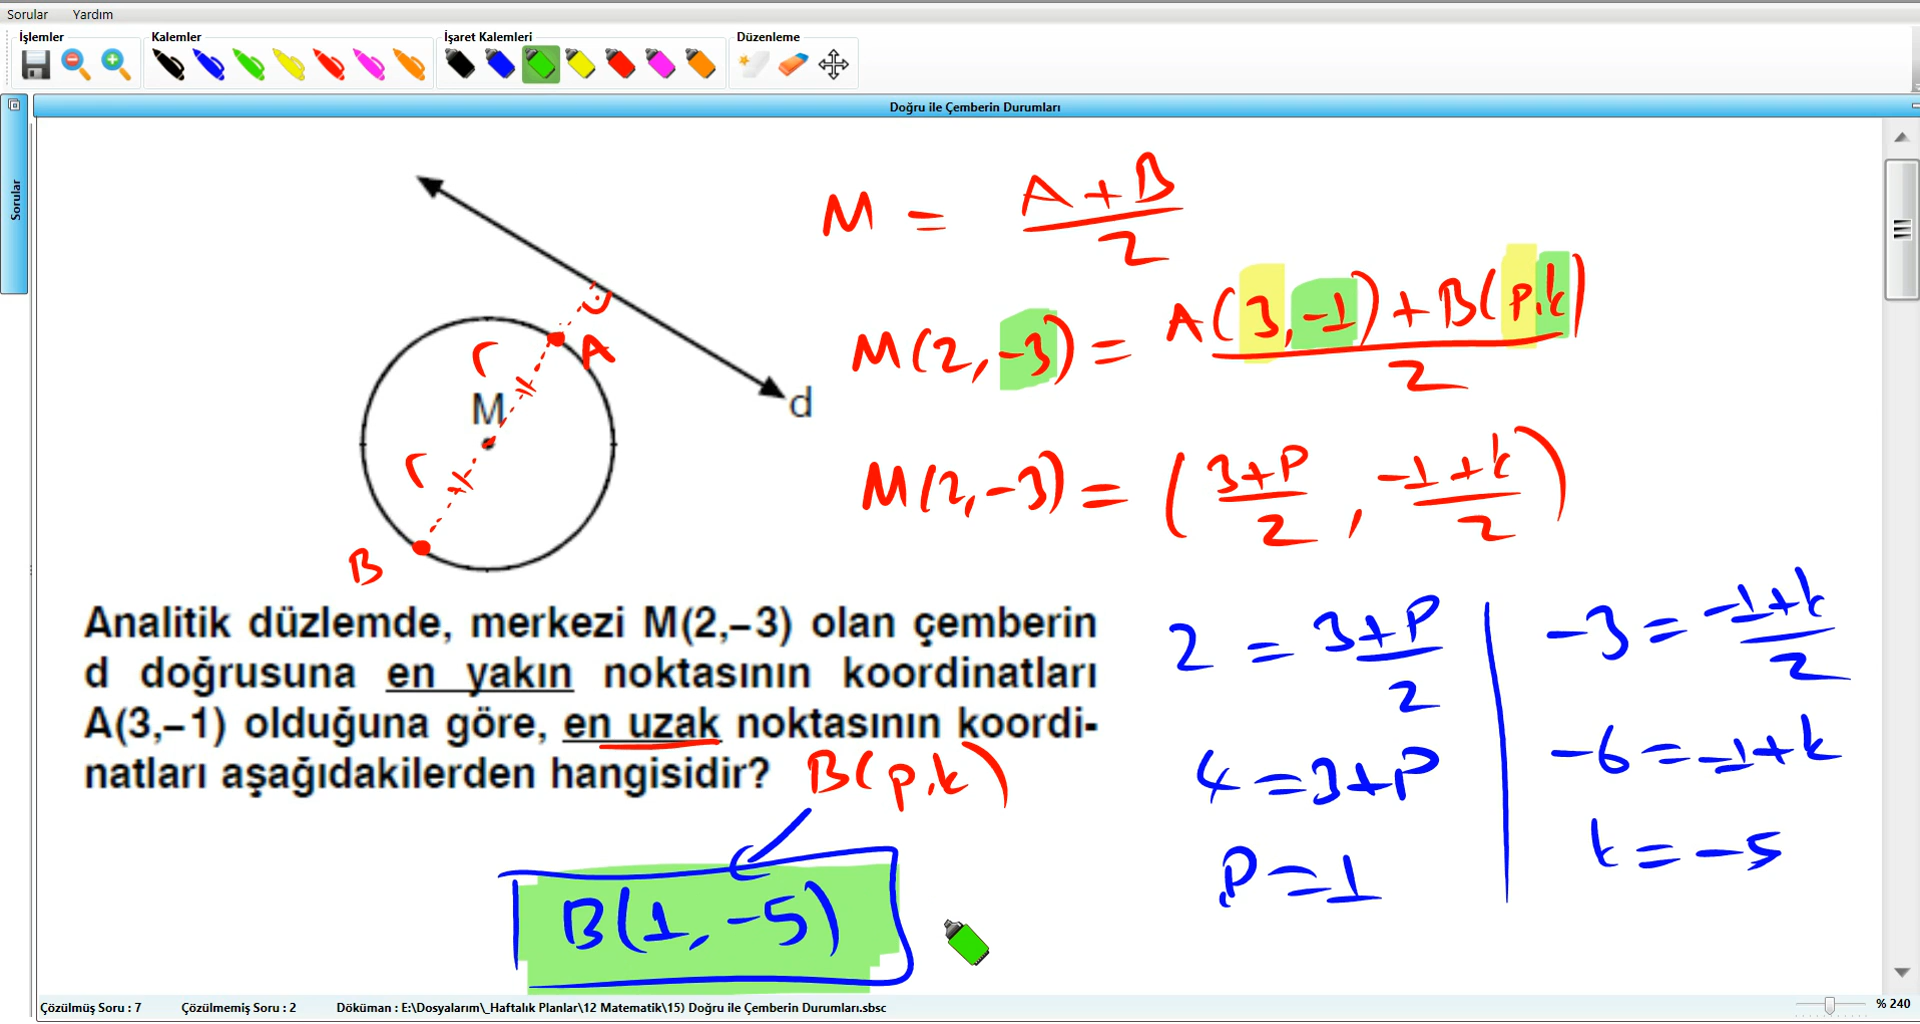 Sorular Yardım
İşlemler Kalemler İşaret Kalemleri Düzenleme
Doğru ile Çemberin Durumları
Sorular
M = A+B / 2
M(2,-3) = A(3,-1)+B(p,k) / 2
M(2,-3) = (3+p / 2 , -1+k / 2)
r
A
M
d
r
B
Analitik düzlemde, merkezi M(2,−3) olan çemberin
d doğrusuna en yakın noktasının koordinatları
A(3,−1) olduğuna göre, en uzak noktasının koordi-
natları aşağıdakilerden hangisidir?
B(p,k)
B(1,-5)
2 = 3+p / 2
4 = 3+p
p = 1
-3 = -1+k / 2
-6 = -1+k
k = -5
Çözülmüş Soru : 7 Çözülmemiş Soru : 2 Döküman : E:\Dosyalarım\_Haftalık Planlar\12 Matematik\15) Doğru ile Çemberin Durumları.sbsc % 240